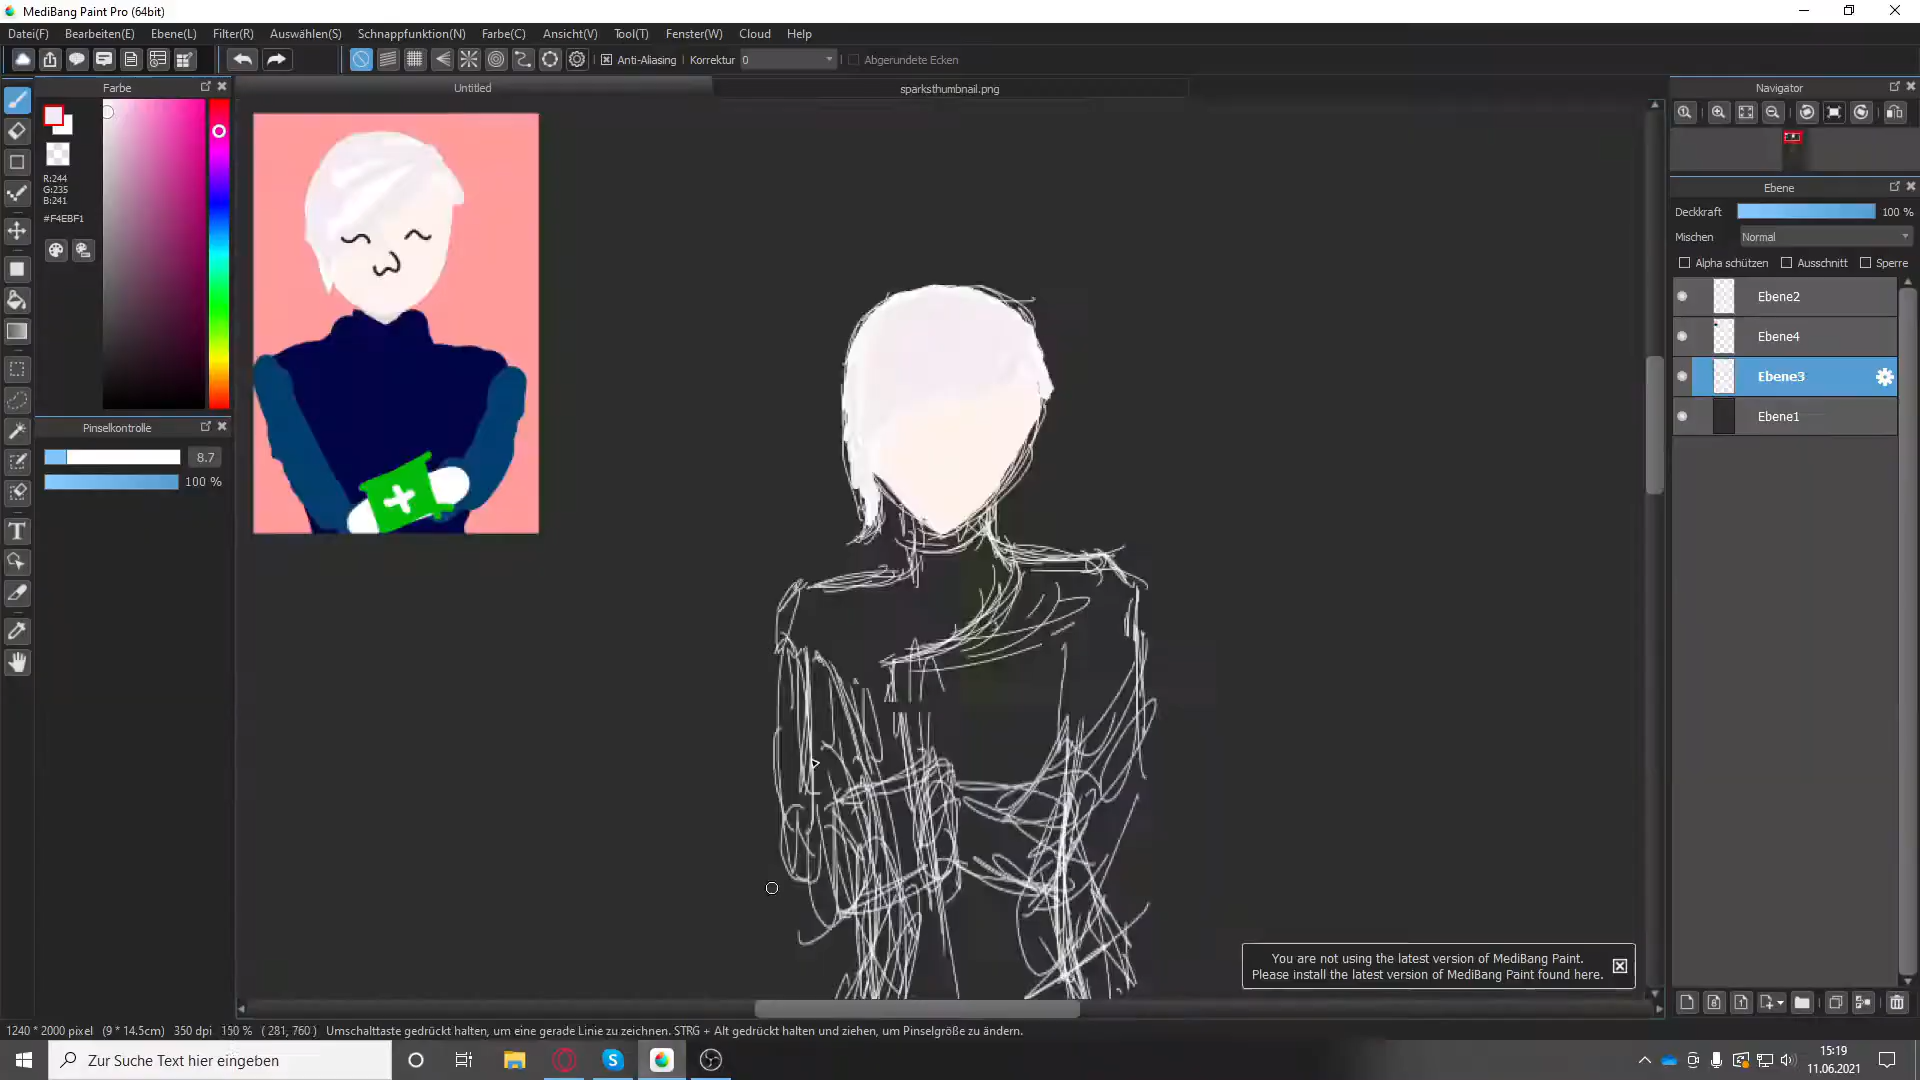 MediBang Paint Pro (64bit)
Datei(F) Bearbeiten(E) Ebene(L) Filter(R) Auswählen(S) Schnappfunktion(N) Farbe(C) Ansicht(V) Tool(T) Fenster(W) Cloud Help
Anti-Aliasing Korrektur 0 Abgerundete Ecken
Farbe
Untitled
sparksthumbnail.png
Navigator
R:244
G:235
B:241
#F4EBF1
Ebene
Deckkraft 100 %
Mischen Normal
Alpha schützen Ausschnitt Sperre
Ebene2
Ebene4
Ebene3
Ebene1
Pinselkontrolle
8.7
100 %
You are not using the latest version of MediBang Paint.
Please install the latest version of MediBang Paint found here.
1240 * 2000 pixel (9 * 14.5cm) 350 dpi 150 % ( 281, 760 ) Umschalttaste gedrückt halten, um eine gerade Linie zu zeichnen. STRG + Alt gedrückt halten und ziehen, um Pinselgröße zu ändern.
Zur Suche Text hier eingeben
15:19
11.06.2021